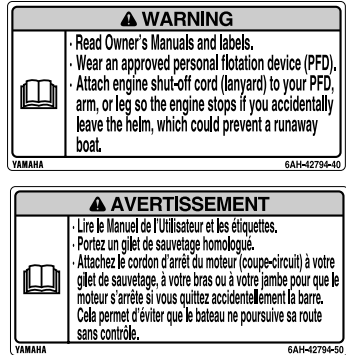 WARNING
· Read Owner's Manuals and labels.
· Wear an approved personal flotation device (PFD).
· Attach engine shut-off cord (lanyard) to your PFD,
arm, or leg so the engine stops if you accidentally
leave the helm, which could prevent a runaway
boat.
YAMAHA 6AH-42794-40
AVERTISSEMENT
· Lire le Manuel de l'Utilisateur et les étiquettes.
· Portez un gilet de sauvetage homologué.
· Attachez le cordon d'arrêt du moteur (coupe-circuit) à votre
gilet de sauvetage, à votre bras ou à votre jambe pour que le
moteur s'arrête si vous quittez accidentellement la barre.
Cela permet d'éviter que le bateau ne poursuive sa route
sans contrôle.
YAMAHA 6AH-42794-50